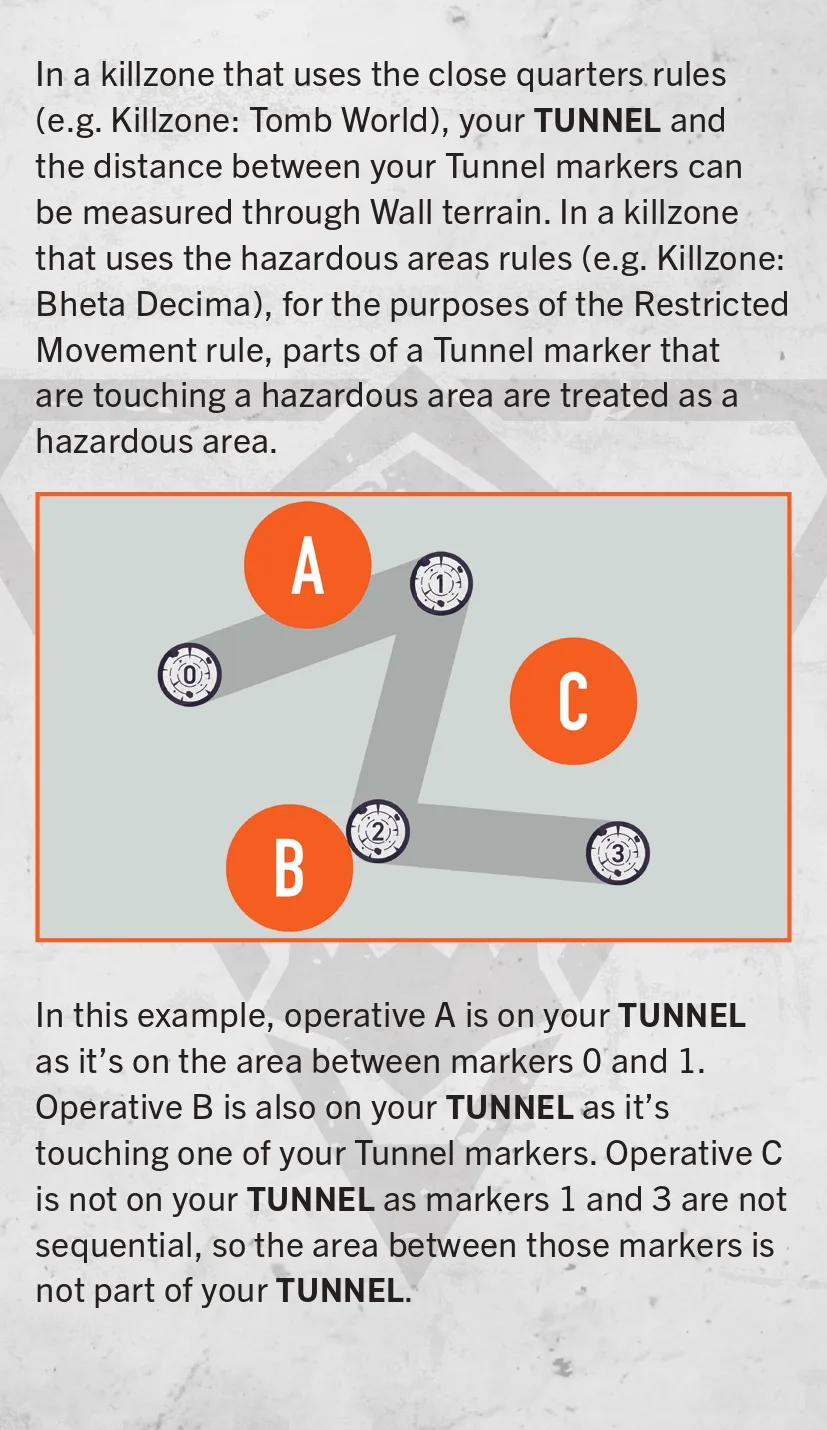 In a killzone that uses the close quarters rules
(e.g. Killzone: Tomb World), your TUNNEL and
the distance between your Tunnel markers can
be measured through Wall terrain. In a killzone
that uses the hazardous areas rules (e.g. Killzone:
Bheta Decima), for the purposes of the Restricted
Movement rule, parts of a Tunnel marker that
are touching a hazardous area are treated as a
hazardous area.
A
1
0
C
2
3
B
In this example, operative A is on your TUNNEL
as it's on the area between markers 0 and 1.
Operative B is also on your TUNNEL as it's
touching one of your Tunnel markers. Operative C
is not on your TUNNEL as markers 1 and 3 are not
sequential, so the area between those markers is
not part of your TUNNEL.